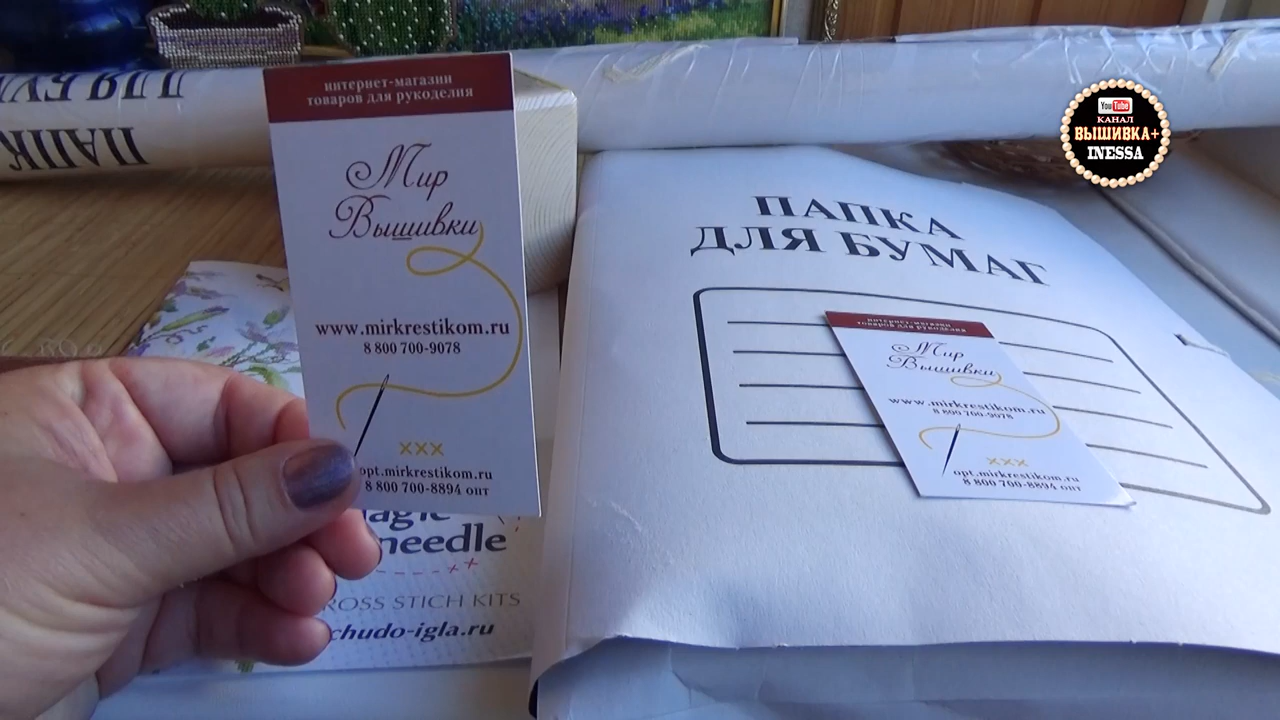 интернет-магазин
товаров для рукоделия
Мир
Вышивки
www.mirkrestikom.ru
8 800 700-9078
xxx
opt.mirkrestikom.ru
8 800 700-8894 опт
needle
CROSS STICH KITS
chudo-igla.ru
ПАПКА
ДЛЯ БУМАГ
интернет-магазин
товаров для рукоделия
Мир
Вышивки
www.mirkrestikom.ru
8 800 700-9078
xxx
opt.mirkrestikom.ru
8 800 700-8894 опт
ПАПК
ДЛЯ БУМ
YouTube
КАНАЛ
ВЫШИВКА+
INESSA